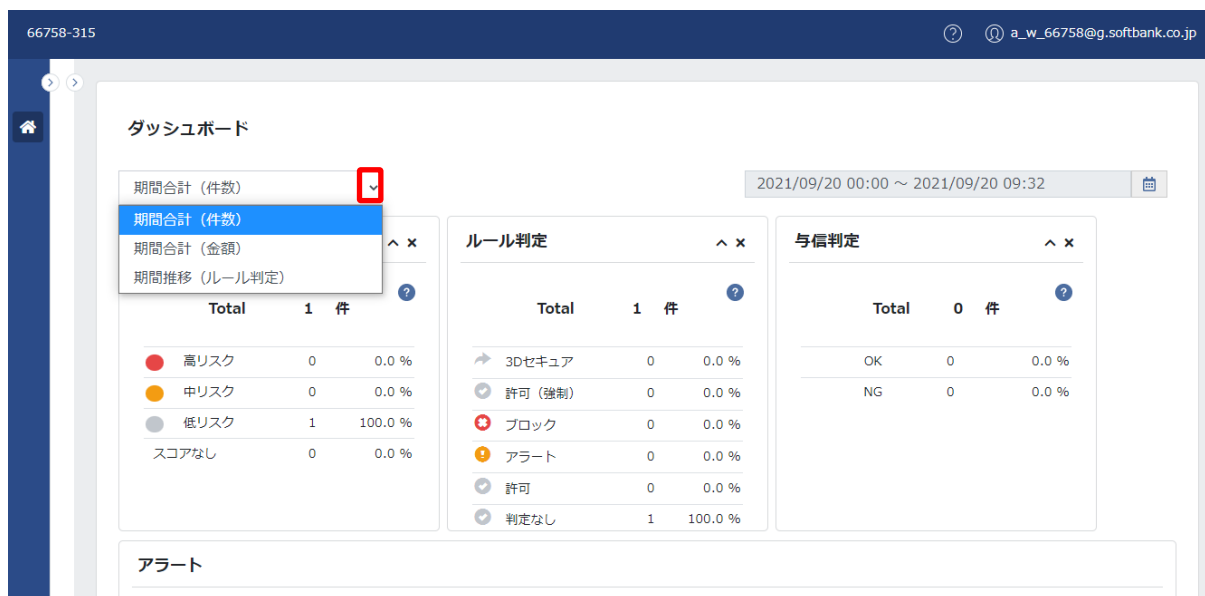 66758-315
a_w_66758@g.softbank.co.jp
ダッシュボード
期間合計（件数）
2021/09/20 00:00 ～ 2021/09/20 09:32
期間合計（件数）
期間合計（金額）
期間推移（ルール判定）
Total 1 件
高リスク 0 0.0 %
中リスク 0 0.0 %
低リスク 1 100.0 %
スコアなし 0 0.0 %
ルール判定
Total 1 件
3Dセキュア 0 0.0 %
許可（強制） 0 0.0 %
ブロック 0 0.0 %
アラート 0 0.0 %
許可 0 0.0 %
判定なし 1 100.0 %
与信判定
Total 0 件
OK 0 0.0 %
NG 0 0.0 %
アラート